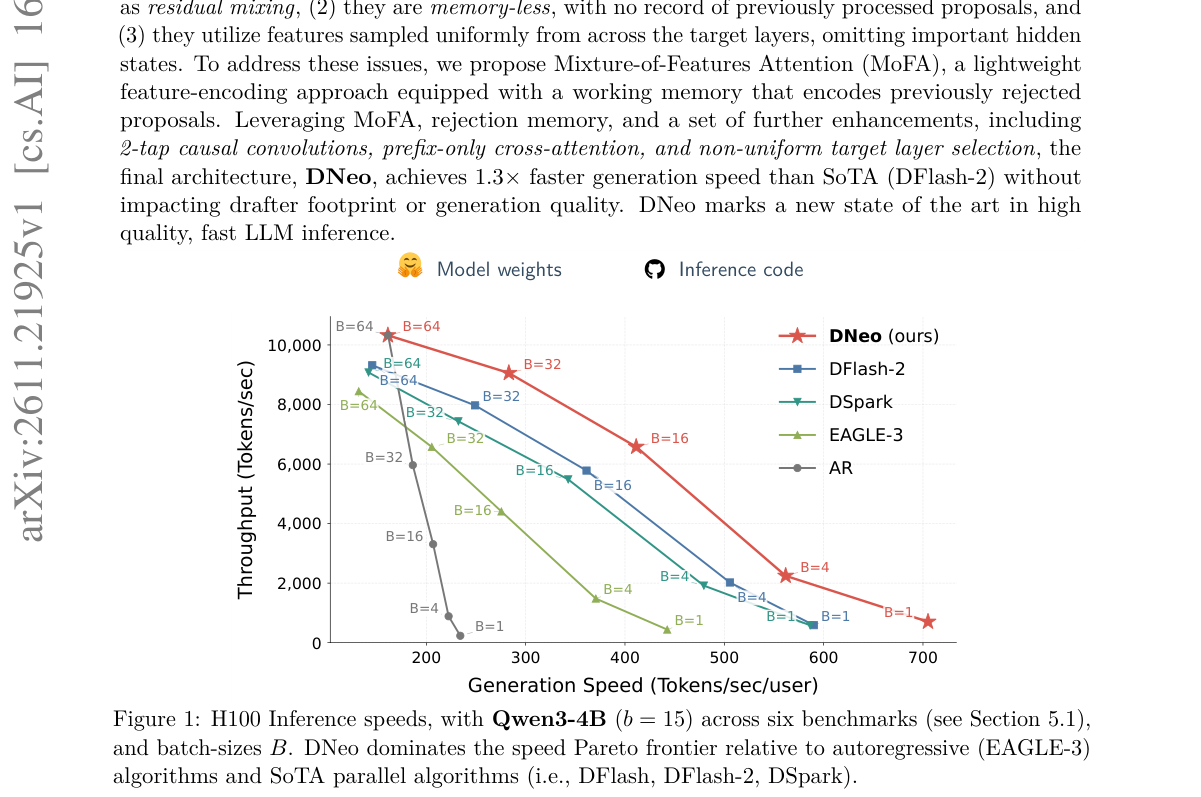 as residual mixing, (2) they are memory-less, with no record of previously processed proposals, and
(3) they utilize features sampled uniformly from across the target layers, omitting important hidden
states. To address these issues, we propose Mixture-of-Features Attention (MoFA), a lightweight
feature-encoding approach equipped with a working memory that encodes previously rejected
proposals. Leveraging MoFA, rejection memory, and a set of further enhancements, including
2-tap causal convolutions, prefix-only cross-attention, and non-uniform target layer selection, the
final architecture, DNeo, achieves 1.3× faster generation speed than SoTA (DFlash-2) without
impacting drafter footprint or generation quality. DNeo marks a new state of the art in high
quality, fast LLM inference.
Model weights
Inference code
arXiv:2611.21925v1 [cs.AI] 16
Throughput (Tokens/sec)
10,000
8,000
6,000
4,000
2,000
0
B=64
B=64
B=32
B=16
B=4
B=1
B=64
B=64
B=32
B=32
B=16
B=16
B=4
B=4
B=1
B=1
B=64
B=32
B=16
B=4
B=1
B=32
B=16
B=4
B=1
DNeo (ours)
DFlash-2
DSpark
EAGLE-3
AR
200
300
400
500
600
700
Generation Speed (Tokens/sec/user)
Figure 1: H100 Inference speeds, with Qwen3-4B (b = 15) across six benchmarks (see Section 5.1),
and batch-sizes B. DNeo dominates the speed Pareto frontier relative to autoregressive (EAGLE-3)
algorithms and SoTA parallel algorithms (i.e., DFlash, DFlash-2, DSpark).